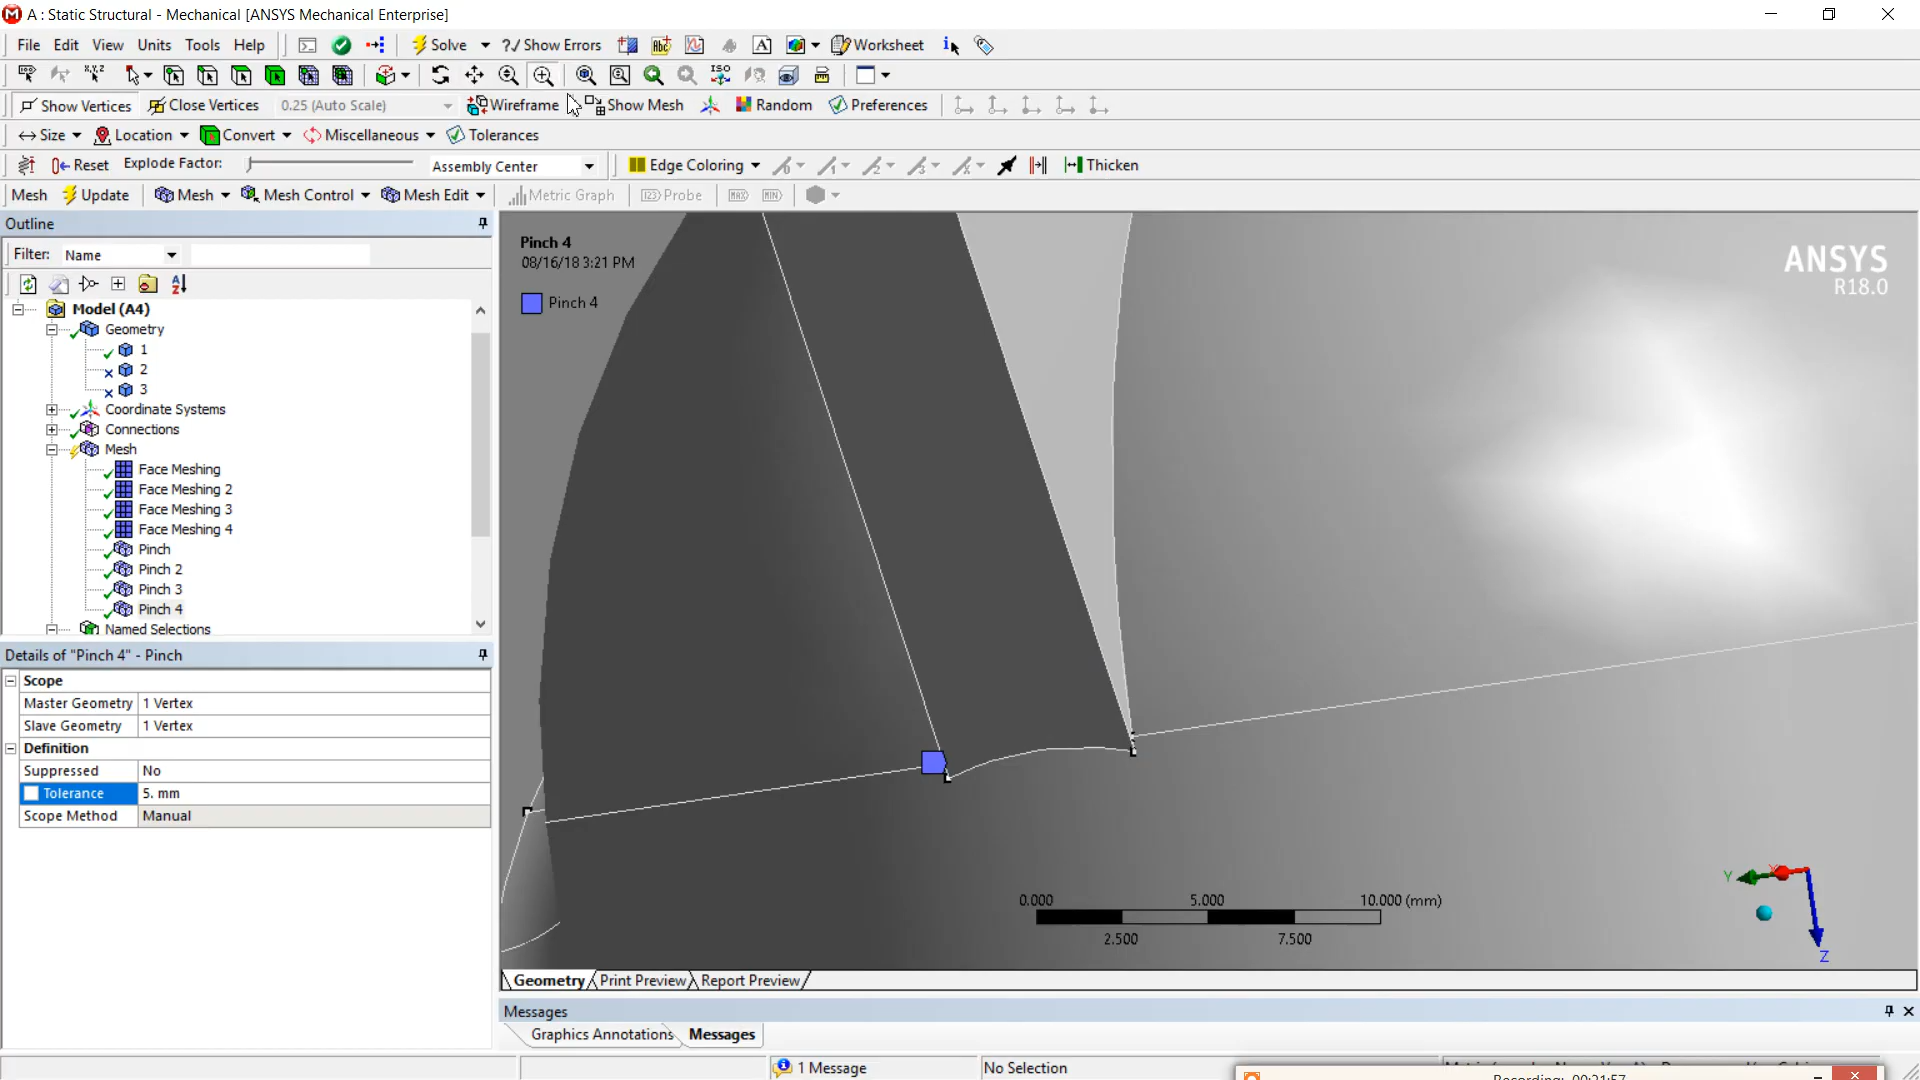 A : Static Structural - Mechanical [ANSYS Mechanical Enterprise]
File Edit View Units Tools Help Solve ?/ Show Errors Worksheet
Show Vertices Close Vertices 0.25 (Auto Scale) Wireframe Show Mesh Random Preferences
Size Location Convert Miscellaneous Tolerances
Reset Explode Factor: Assembly Center Edge Coloring Thicken
Mesh Update Mesh Mesh Control Mesh Edit Metric Graph Probe MAX MIN
Outline
Filter: Name
Model (A4)
Geometry
1
2
3
Coordinate Systems
Connections
Mesh
Face Meshing
Face Meshing 2
Face Meshing 3
Face Meshing 4
Pinch
Pinch 2
Pinch 3
Pinch 4
Named Selections
Details of "Pinch 4" - Pinch
Scope
Master Geometry 1 Vertex
Slave Geometry 1 Vertex
Definition
Suppressed No
Tolerance 5. mm
Scope Method Manual
Pinch 4
08/16/18 3:21 PM
Pinch 4
ANSYS
R18.0
0.000 5.000 10.000 (mm)
2.500 7.500
Y X
Z
Geometry Print Preview Report Preview
Messages
Graphics Annotations Messages
1 Message No Selection
Recording: 00:21:57